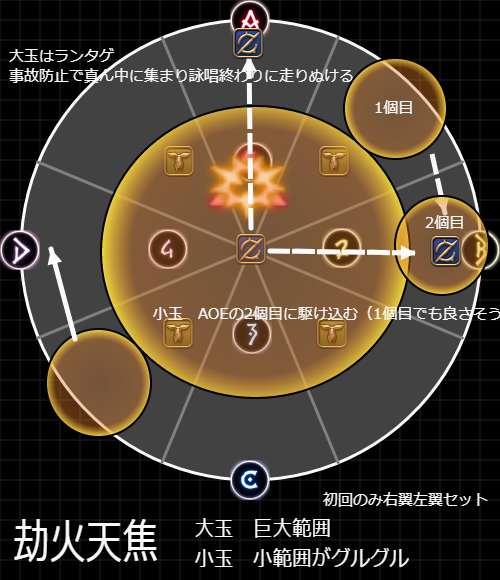 A
大玉はランタゲ
事故防止で真ん中に集まり詠唱終わりに走りぬける
1個目
2個目
4
2
小玉　AOEの2個目に駆け込む（1個目でも良さそう
3
C
初回のみ右翼左翼セット
劫火天焦
大玉　巨大範囲
小玉　小範囲がグルグル